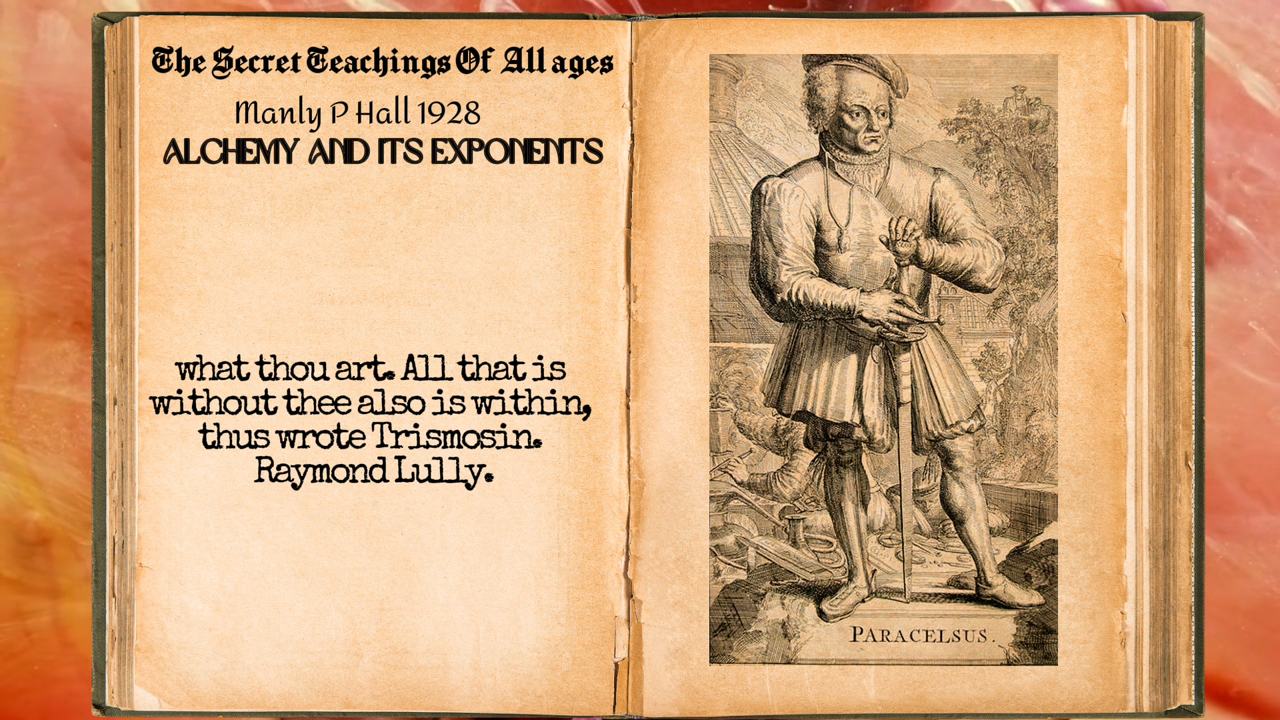 The Secret Teachings Of All ages
Manly P Hall 1928
ALCHEMY AND ITS EXPONENTS
what thou art. All that is
without thee also is within,
thus wrote Trismosin.
Raymond Lully.
PARACELSUS.